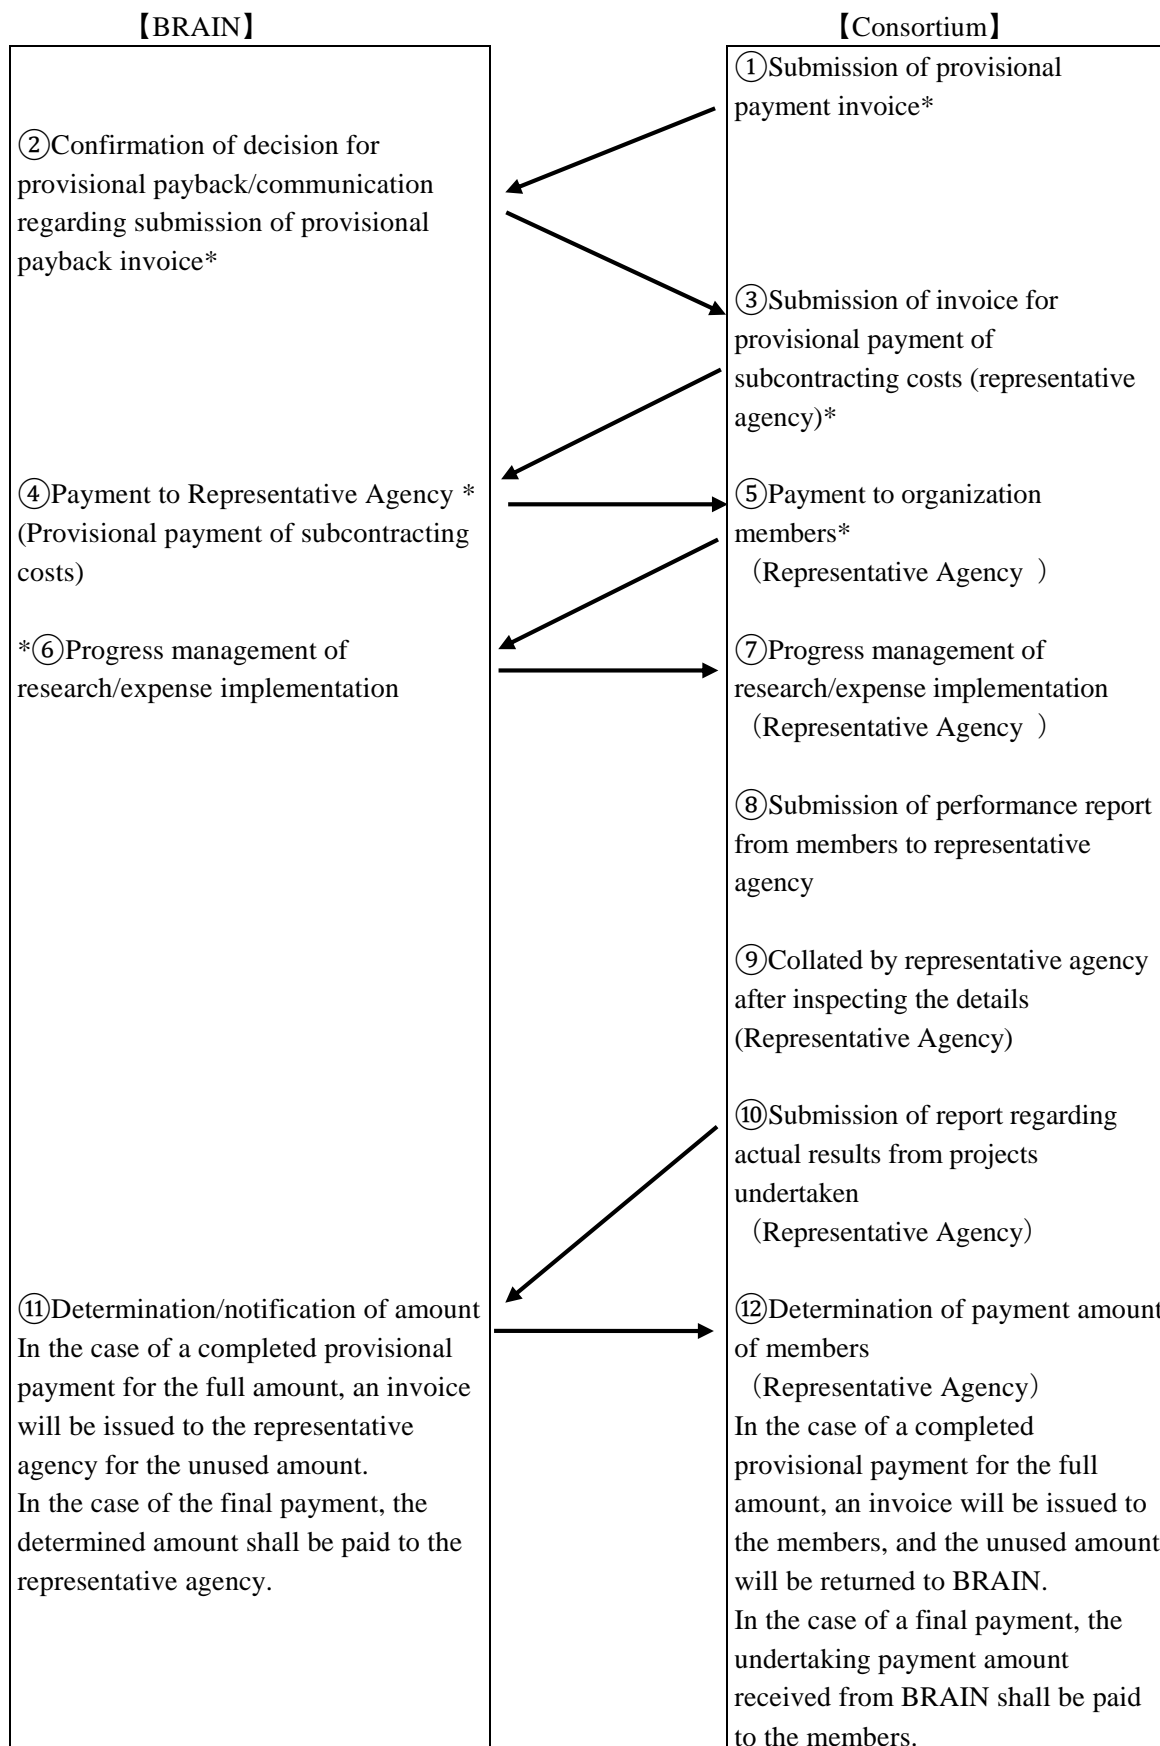 【BRAIN】
【Consortium】
①Submission of provisional
payment invoice*
②Confirmation of decision for
provisional payback/communication
regarding submission of provisional
payback invoice*
③Submission of invoice for
provisional payment of
subcontracting costs (representative
agency)*
④Payment to Representative Agency *
(Provisional payment of subcontracting
costs)
⑤Payment to organization
members*
（Representative Agency ）
*⑥Progress management of
research/expense implementation
⑦Progress management of
research/expense implementation
（Representative Agency ）
⑧Submission of performance report
from members to representative
agency
⑨Collated by representative agency
after inspecting the details
(Representative Agency)
⑩Submission of report regarding
actual results from projects
undertaken
（Representative Agency）
⑪Determination/notification of amount
In the case of a completed provisional
payment for the full amount, an invoice
will be issued to the representative
agency for the unused amount.
In the case of the final payment, the
determined amount shall be paid to the
representative agency.
⑫Determination of payment amount
of members
（Representative Agency）
In the case of a completed
provisional payment for the full
amount, an invoice will be issued to
the members, and the unused amount
will be returned to BRAIN.
In the case of a final payment, the
undertaking payment amount
received from BRAIN shall be paid
to the members.